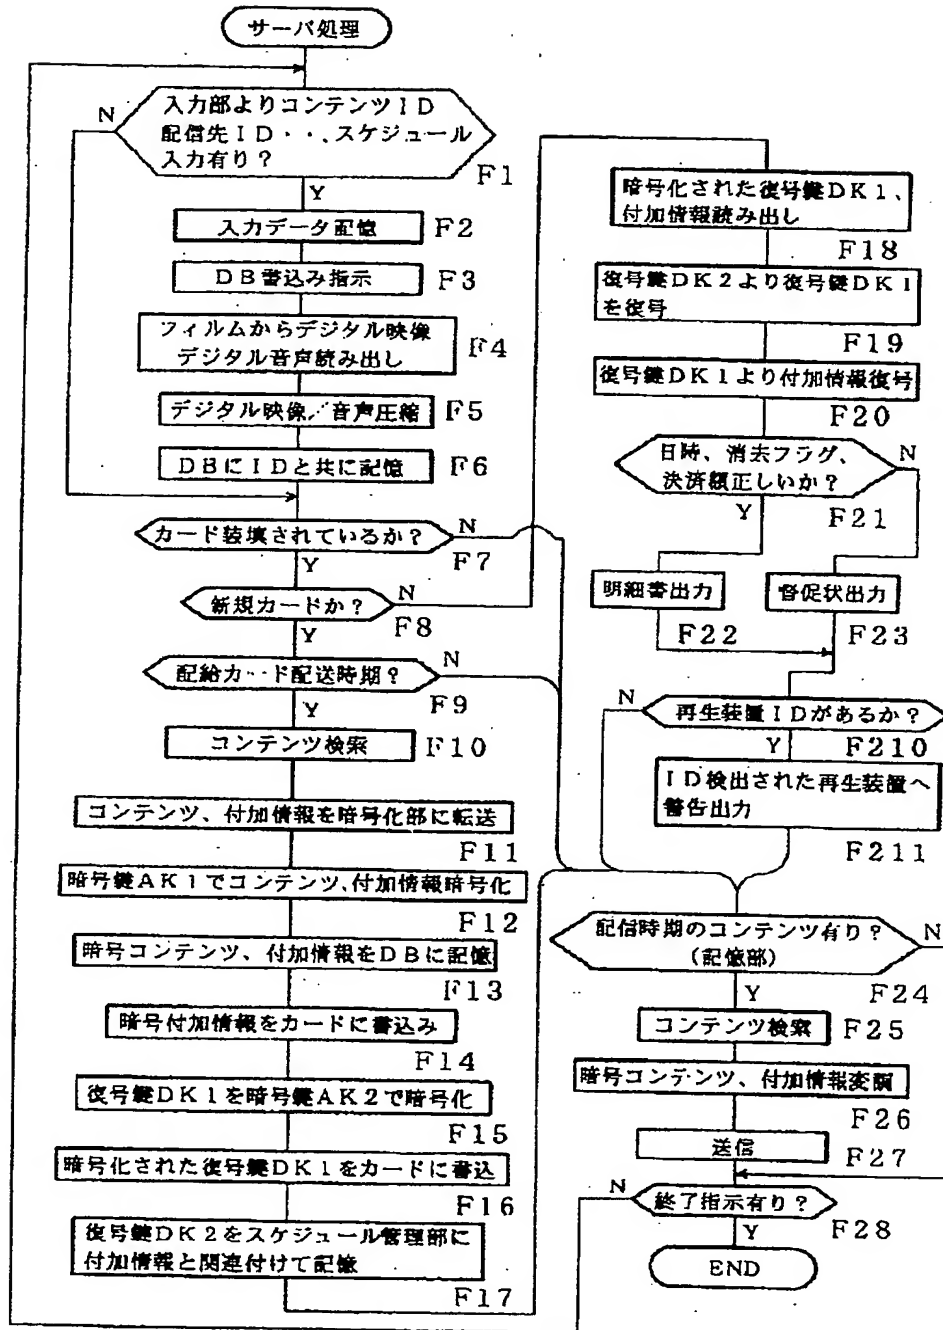 サーバ処理
入力部よりコンテンツID
配信先ID・・、スケジュール
入力有り？
N
F1
Y
入力データ記憶
F2
DB書込み指示
F3
フィルムからデジタル映像
デジタル音声読み出し
F4
デジタル映像／音声圧縮
F5
DBにIDと共に記憶
F6
カード装填されているか？
N
F7
Y
新規カードか？
N
F8
Y
配給カード配送時期？
N
F9
Y
コンテンツ検索
F10
コンテンツ、付加情報を暗号化部に転送
F11
暗号鍵AK1でコンテンツ、付加情報暗号化
F12
暗号コンテンツ、付加情報をDBに記憶
F13
暗号付加情報をカードに書込み
F14
復号鍵DK1を暗号鍵AK2で暗号化
F15
暗号化された復号鍵DK1をカードに書込
F16
復号鍵DK2をスケジュール管理部に
付加情報と関連付けて記憶
F17
暗号化された復号鍵DK1、
付加情報読み出し
F18
復号鍵DK2より復号鍵DK1
を復号
F19
復号鍵DK1より付加情報復号
F20
日時、消去フラグ、
決済額正しいか？
N
Y
F21
明細書出力
F22
督促状出力
F23
N
再生装置IDがあるか？
Y
F210
ID検出された再生装置へ
警告出力
F211
配信時期のコンテンツ有り？
(記憶部)
N
F24
Y
コンテンツ検索
F25
暗号コンテンツ、付加情報変調
F26
送信
F27
N
終了指示有り？
F28
Y
END